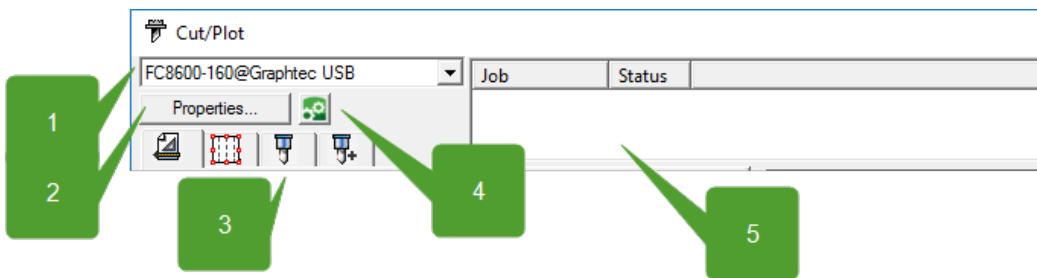 Cut/Plot
FC8600-160@Graphtec USB
Job Status
Properties...
1
2
3
4
5